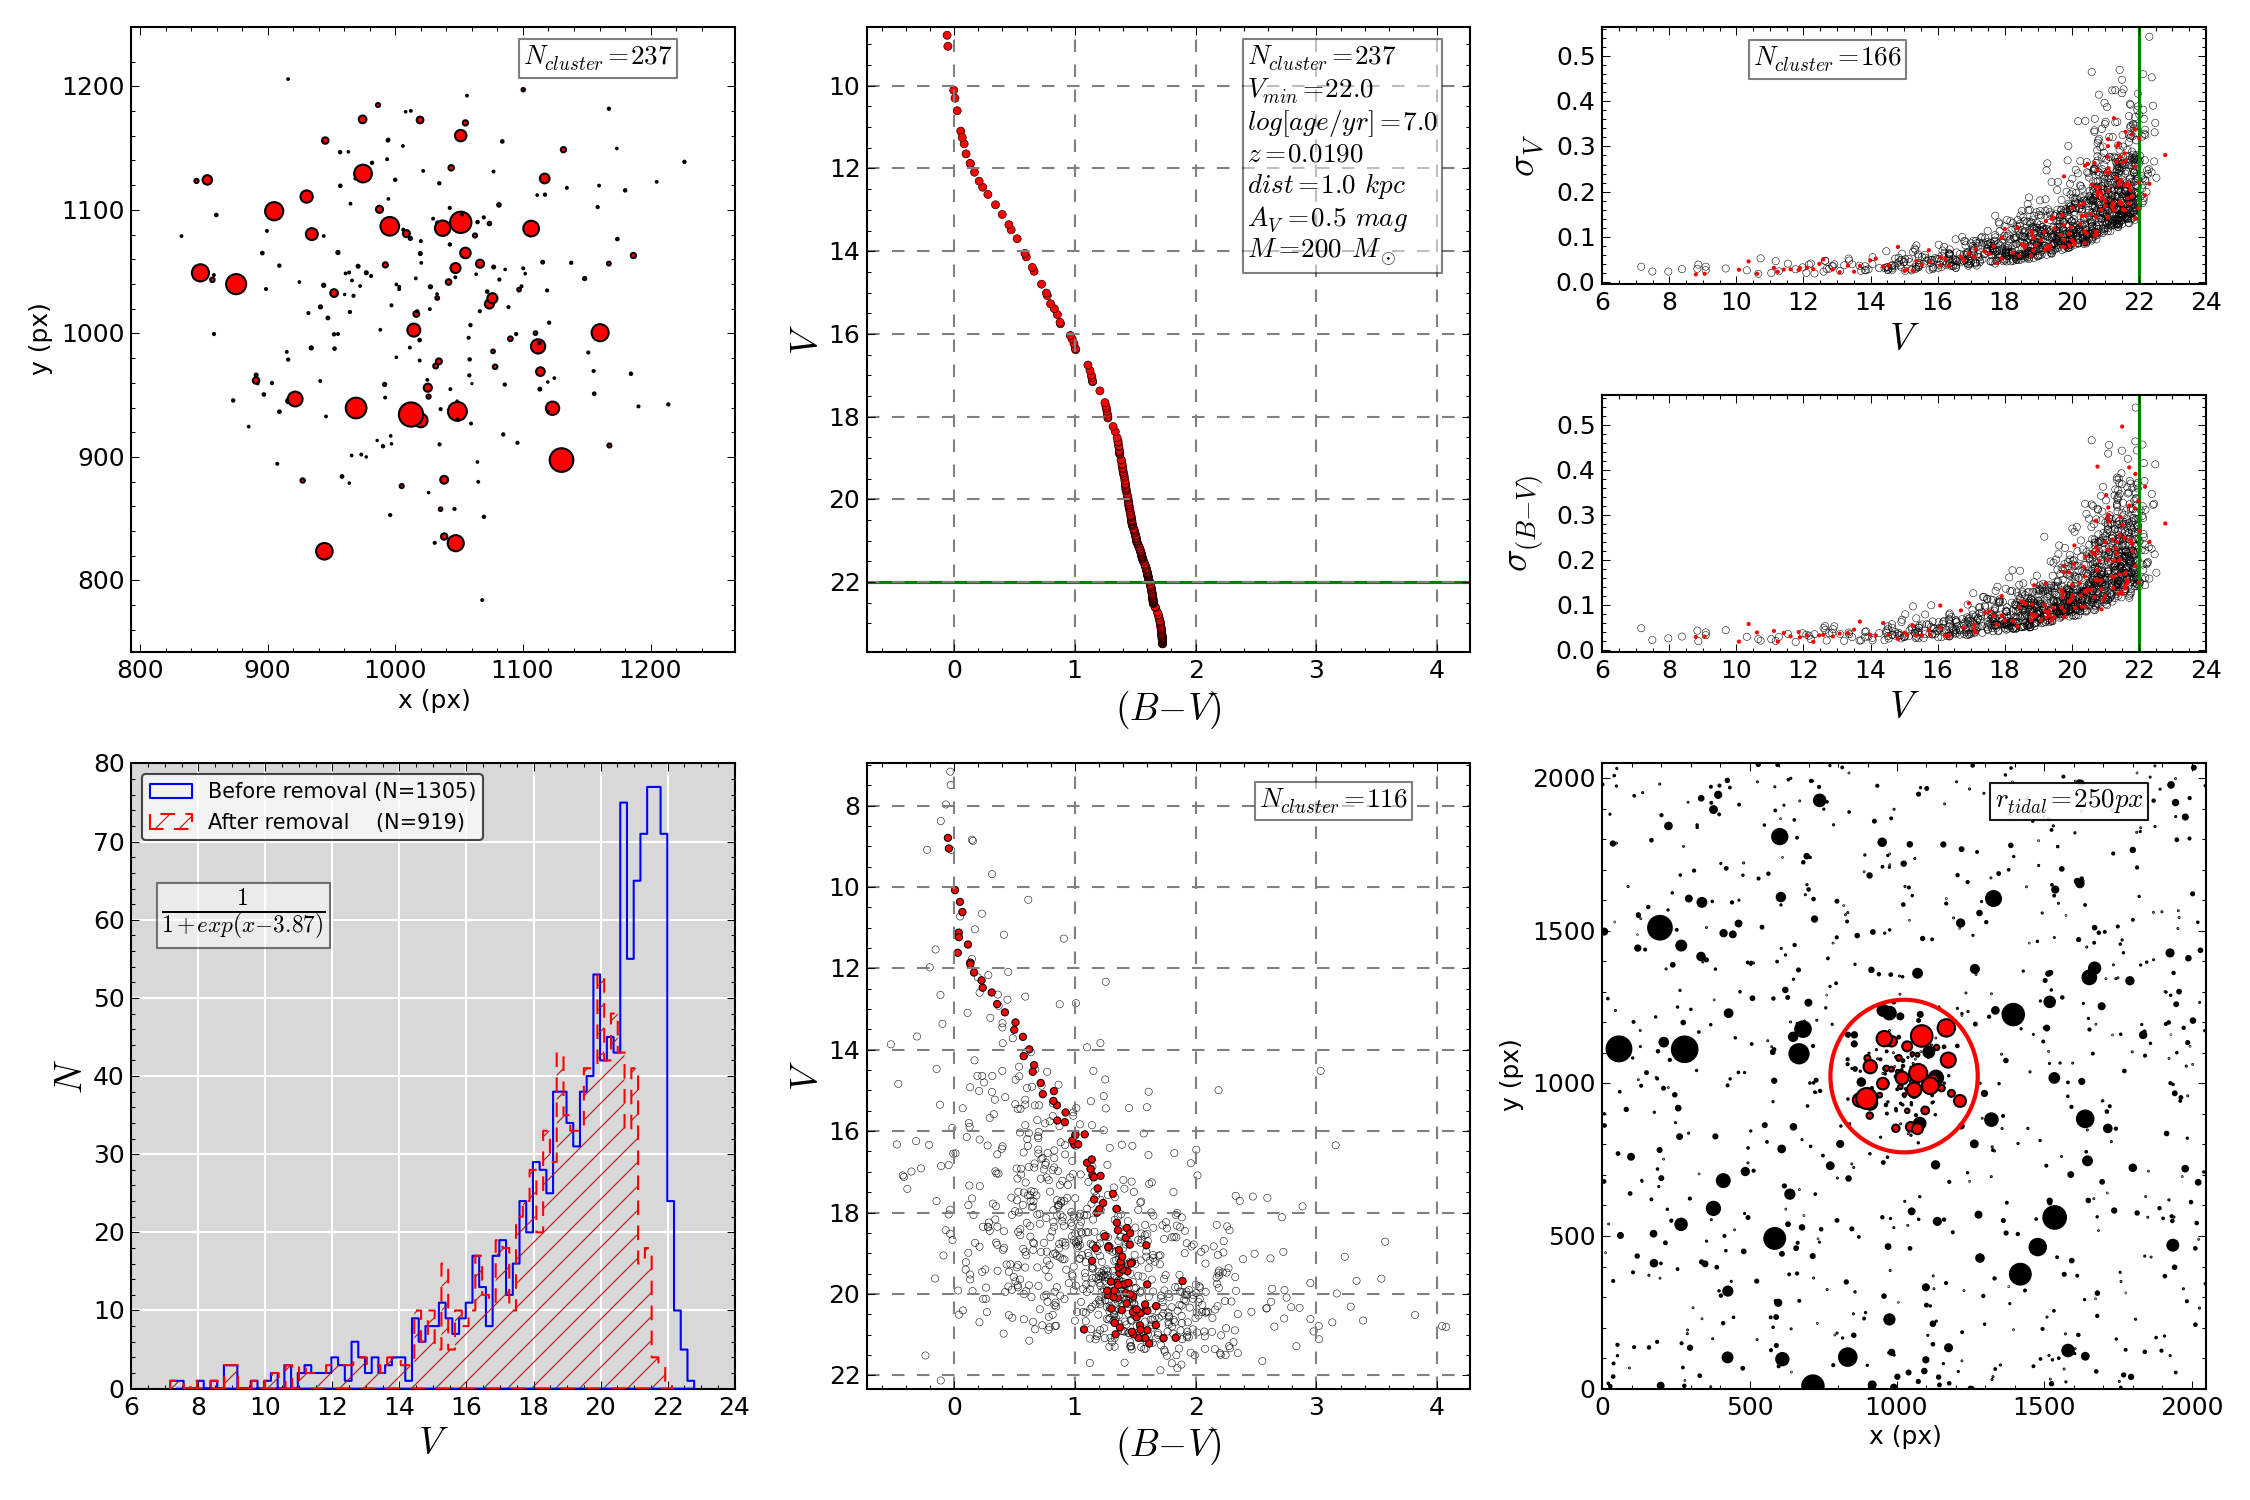 N_cluster=237
1200
1100
1000
900
800
y (px)
800 900 1000 1100 1200
x (px)
N_cluster=237
V_min=22.0
log[age/yr]=7.0
z=0.0190
dist=1.0 kpc
A_V=0.5 mag
M=200 M_⊙
10
12
14
16
18
20
22
V
0 1 2 3 4
(B−V)
N_cluster=166
0.5
0.4
0.3
0.2
0.1
0.0
σ_V
6 8 10 12 14 16 18 20 22 24
V
0.5
0.4
0.3
0.2
0.1
0.0
σ_(B−V)
6 8 10 12 14 16 18 20 22 24
V
Before removal (N=1305)
After removal (N=919)
1
1+exp(x−3.87)
80
70
60
50
40
30
20
10
0
N
6 8 10 12 14 16 18 20 22 24
V
N_cluster=116
8
10
12
14
16
18
20
22
V
0 1 2 3 4
(B−V)
r_tidal=250px
2000
1500
1000
500
0
y (px)
0 500 1000 1500 2000
x (px)